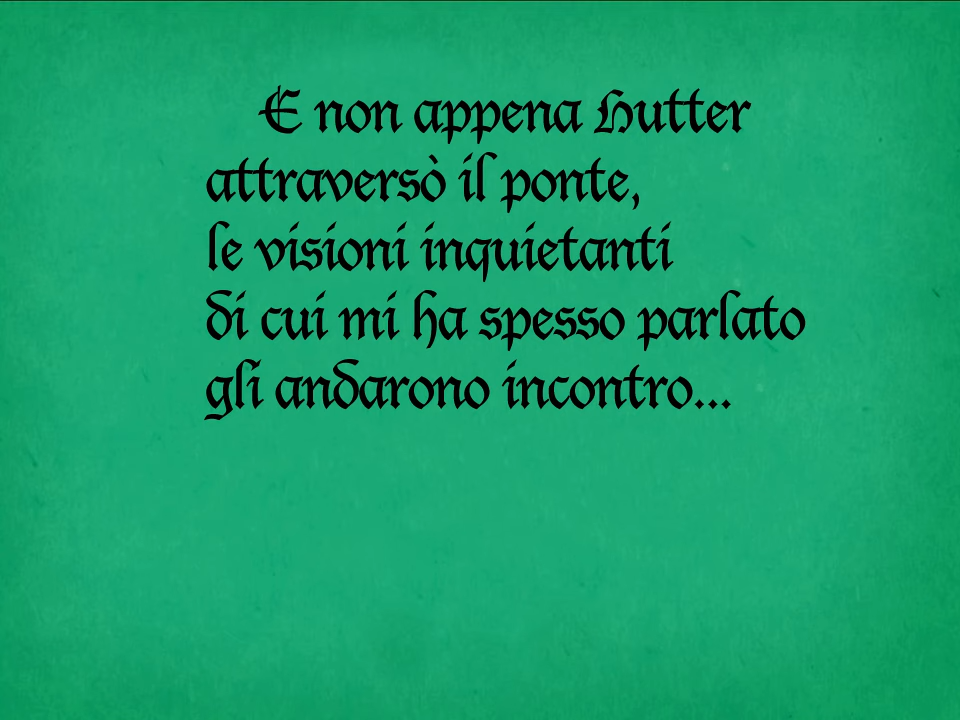 E non appena Hutter
attraversò il ponte,
le visioni inquietanti
di cui mi ha spesso parlato
gli andarono incontro...